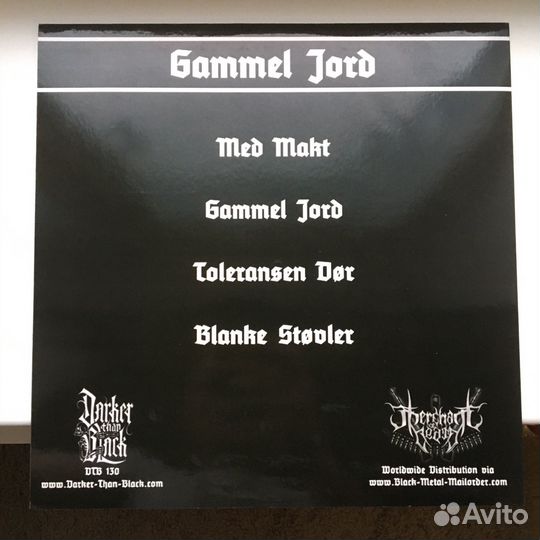 Gammel Jord
Med Makt
Gammel Jord
Toleransen Dør
Blanke Støvler
Darker
than
Black
DTB 130
www.Darker-Than-Black.com
Merchant
of Death
Worldwide Distribution via
www.Black-Metal-Mailorder.com
Avito